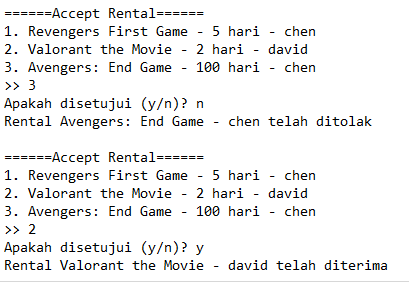 ======Accept Rental======
1. Revengers First Game - 5 hari - chen
2. Valorant the Movie - 2 hari - david
3. Avengers: End Game - 100 hari - chen
>> 3
Apakah disetujui (y/n)? n
Rental Avengers: End Game - chen telah ditolak

======Accept Rental======
1. Revengers First Game - 5 hari - chen
2. Valorant the Movie - 2 hari - david
3. Avengers: End Game - 100 hari - chen
>> 2
Apakah disetujui (y/n)? y
Rental Valorant the Movie - david telah diterima